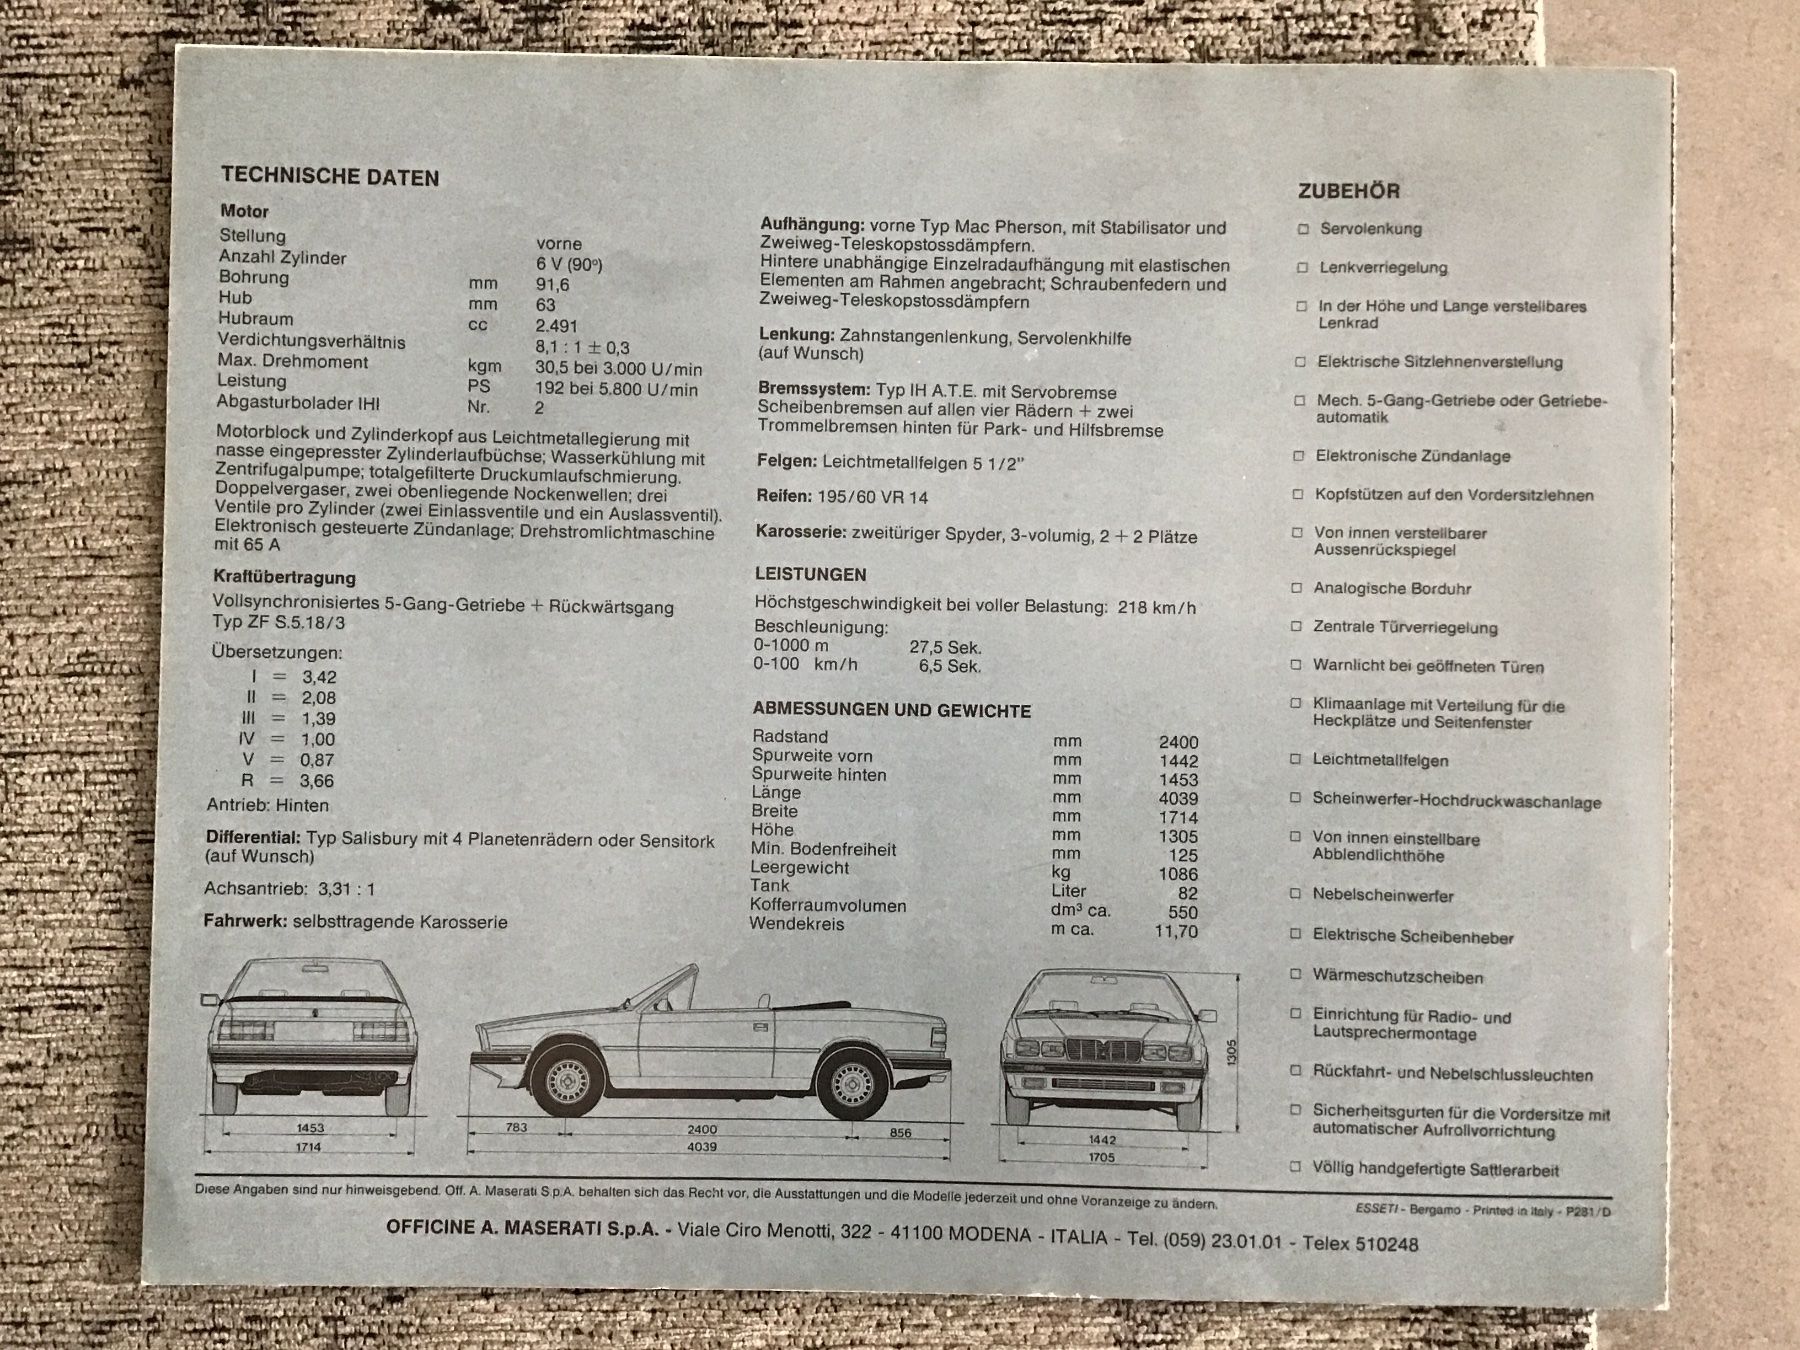 TECHNISCHE DATEN
Motor
Stellung vorne
Anzahl Zylinder 6 V (90°)
Bohrung mm 91,6
Hub mm 63
Hubraum cc 2.491
Verdichtungsverhältnis 8,1 : 1 ± 0,3
Max. Drehmoment kgm 30,5 bei 3.000 U/min
Leistung PS 192 bei 5.800 U/min
Abgasturbolader IHI Nr. 2
Motorblock und Zylinderkopf aus Leichtmetallegierung mit
nasse eingepresster Zylinderlaufbüchse; Wasserkühlung mit
Zentrifugalpumpe; totalgefilterte Druckumlaufschmierung.
Doppelvergaser, zwei obenliegende Nockenwellen; drei
Ventile pro Zylinder (zwei Einlassventile und ein Auslassventil).
Elektronisch gesteuerte Zündanlage; Drehstromlichtmaschine
mit 65 A
Kraftübertragung
Vollsynchronisiertes 5-Gang-Getriebe + Rückwärtsgang
Typ ZF S.5.18/3
Übersetzungen:
I = 3,42
II = 2,08
III = 1,39
IV = 1,00
V = 0,87
R = 3,66
Antrieb: Hinten
Differential: Typ Salisbury mit 4 Planetenrädern oder Sensitork
(auf Wunsch)
Achsantrieb: 3,31 : 1
Fahrwerk: selbsttragende Karosserie
Aufhängung: vorne Typ Mac Pherson, mit Stabilisator und
Zweiweg-Teleskopstossdämpfern.
Hintere unabhängige Einzelradaufhängung mit elastischen
Elementen am Rahmen angebracht; Schraubenfedern und
Zweiweg-Teleskopstossdämpfern
Lenkung: Zahnstangenlenkung, Servolenkhilfe
(auf Wunsch)
Bremssystem: Typ IH A.T.E. mit Servobremse
Scheibenbremsen auf allen vier Rädern + zwei
Trommelbremsen hinten für Park- und Hilfsbremse
Felgen: Leichtmetallfelgen 5 1/2"
Reifen: 195/60 VR 14
Karosserie: zweitüriger Spyder, 3-volumig, 2 + 2 Plätze
LEISTUNGEN
Höchstgeschwindigkeit bei voller Belastung: 218 km/h
Beschleunigung:
0-1000 m 27,5 Sek.
0-100 km/h 6,5 Sek.
ABMESSUNGEN UND GEWICHTE
Radstand mm 2400
Spurweite vorn mm 1442
Spurweite hinten mm 1453
Länge mm 4039
Breite mm 1714
Höhe mm 1305
Min. Bodenfreiheit mm 125
Leergewicht kg 1086
Tank Liter 82
Kofferraumvolumen dm³ ca. 550
Wendekreis m ca. 11,70
ZUBEHÖR
Servolenkung
Lenkverriegelung
In der Höhe und Lange verstellbares
Lenkrad
Elektrische Sitzlehnenverstellung
Mech. 5-Gang-Getriebe oder Getriebe-
automatik
Elektronische Zündanlage
Kopfstützen auf den Vordersitzlehnen
Von innen verstellbarer
Aussenrückspiegel
Analogische Borduhr
Zentrale Türverriegelung
Warnlicht bei geöffneten Türen
Klimaanlage mit Verteilung für die
Heckplätze und Seitenfenster
Leichtmetallfelgen
Scheinwerfer-Hochdruckwaschanlage
Von innen einstellbare
Abblendlichthöhe
Nebelscheinwerfer
Elektrische Scheibenheber
Wärmeschutzscheiben
Einrichtung für Radio- und
Lautsprechermontage
Rückfahrt- und Nebelschlussleuchten
Sicherheitsgurten für die Vordersitze mit
automatischer Aufrollvorrichtung
Völlig handgefertigte Sattlerarbeit
1453
1714
783 2400 856
4039
1442
1705
1305
Diese Angaben sind nur hinweisgebend. Off. A. Maserati S.p.A. behalten sich das Recht vor, die Ausstattungen und die Modelle jederzeit und ohne Voranzeige zu ändern.
ESSETI - Bergamo - Printed in Italy - P281/D
OFFICINE A. MASERATI S.p.A. - Viale Ciro Menotti, 322 - 41100 MODENA - ITALIA - Tel. (059) 23.01.01 - Telex 510248